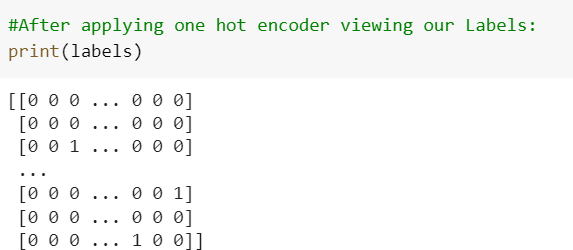 #After applying one hot encoder viewing our Labels:
print(labels)
[[0 0 0 ... 0 0 0]
[0 0 0 ... 0 0 0]
[0 0 1 ... 0 0 0]
...
[0 0 0 ... 0 0 1]
[0 0 0 ... 0 0 0]
[0 0 0 ... 1 0 0]]